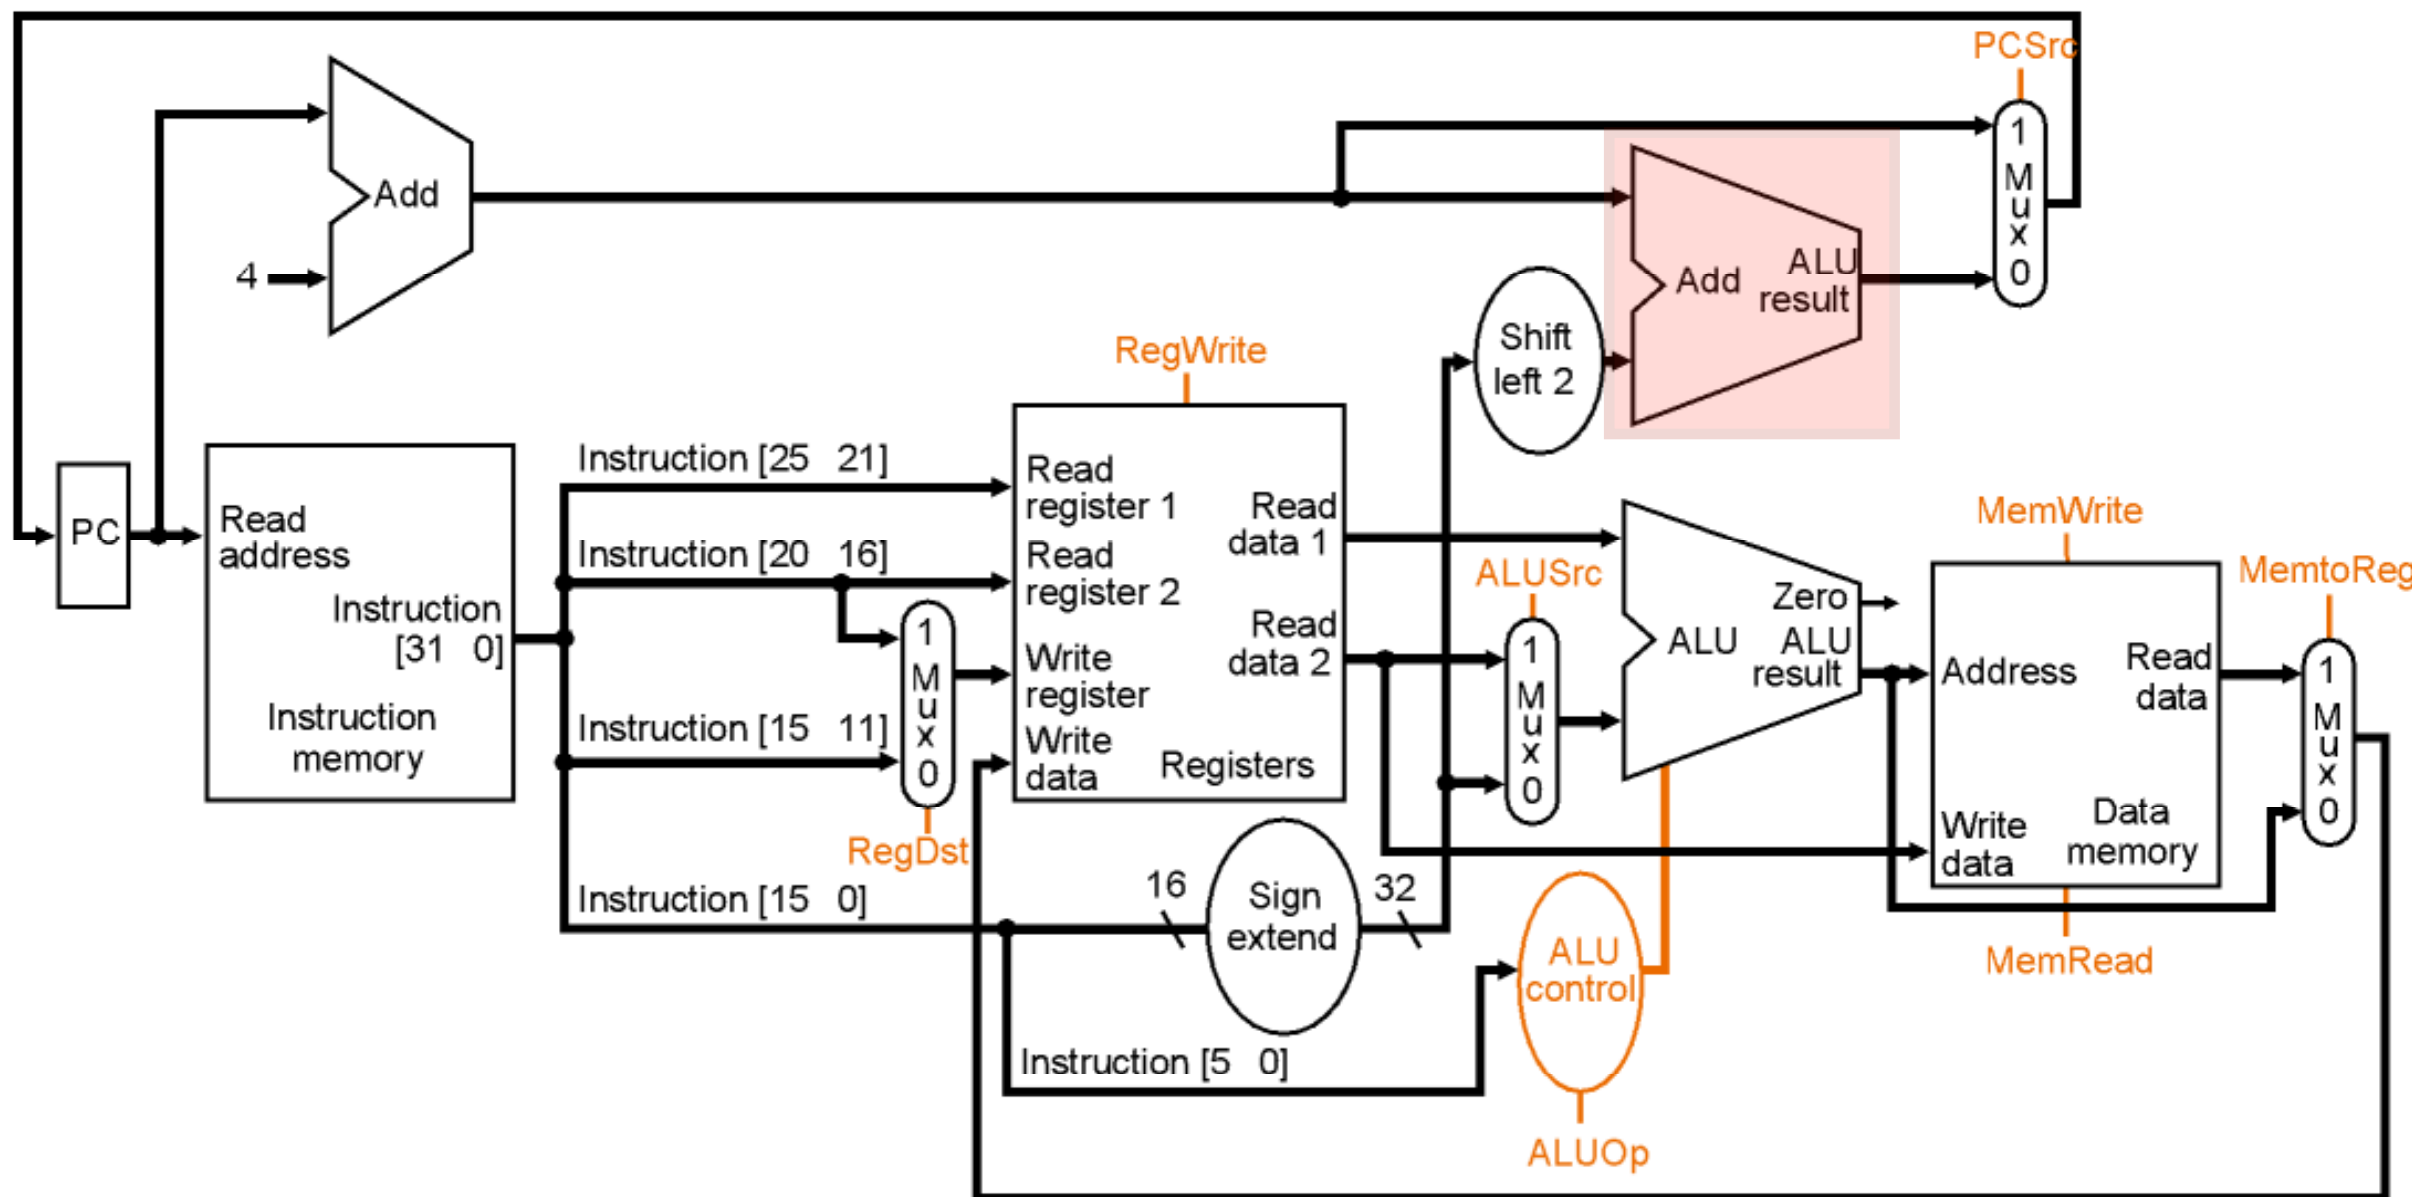 PCSrc
1
M
u
x
0
Add
4
Add
ALU
result
Shift
left 2
RegWrite
PC
Read
address
Instruction
[31 0]
Instruction
memory
Instruction [25 21]
Instruction [20 16]
Instruction [15 11]
Instruction [15 0]
1
M
u
x
0
RegDst
Read
register 1
Read
register 2
Write
register
Write
data
Read
data 1
Read
data 2
Registers
16
Sign
extend
32
Instruction [5 0]
ALUSrc
1
M
u
x
0
Zero
ALU
ALU
result
ALU
control
ALUOp
MemWrite
Address
Read
data
Write
data
Data
memory
MemRead
MemtoReg
1
M
u
x
0